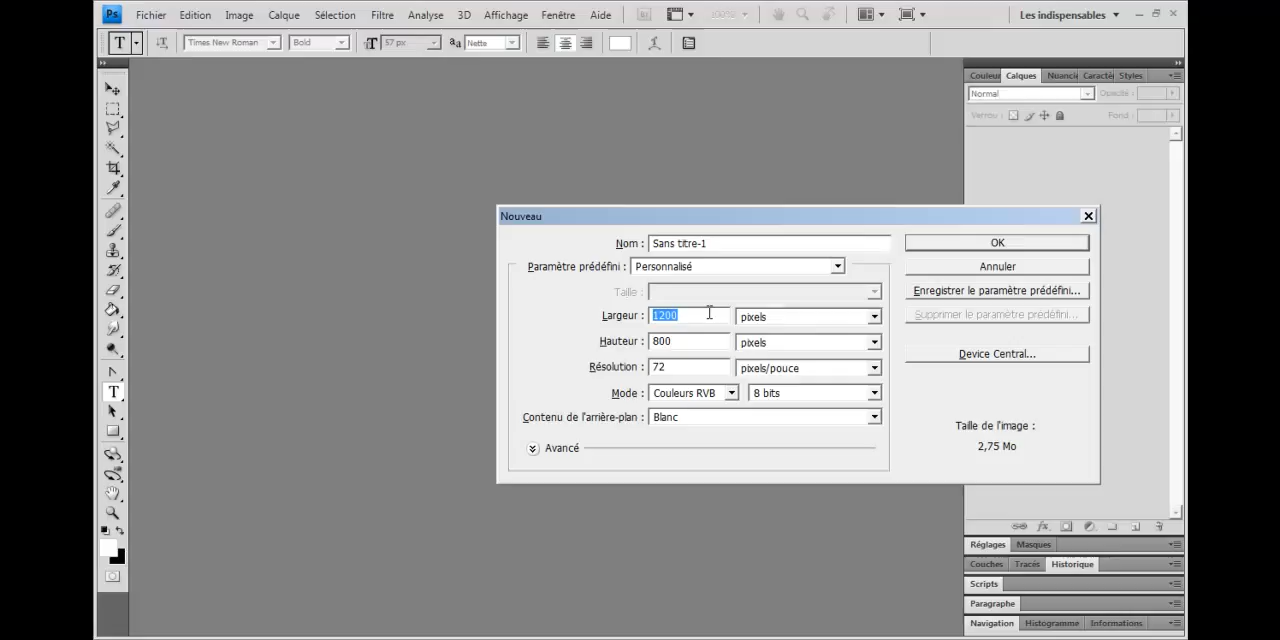 Ps Fichier Edition Image Calque Sélection Filtre Analyse 3D Affichage Fenêtre Aide Br 100% Les indispensables
T T Times New Roman Bold T 57 px aa Nette
Couleur Calques Nuancie Caractè Styles
Normal Opacité :
Verrou : Fond :
Nouveau
Nom : Sans titre-1 OK
Paramètre prédéfini : Personnalisé Annuler
Taille : Enregistrer le paramètre prédéfini...
Largeur : 1200 pixels Supprimer le paramètre prédéfini...
Hauteur : 800 pixels
Résolution : 72 pixels/pouce Device Central...
Mode : Couleurs RVB 8 bits
Contenu de l'arrière-plan : Blanc
Taille de l'image :
Avancé 2,75 Mo
T
fx
Réglages Masques
Couches Tracés Historique
Scripts
Paragraphe
Navigation Histogramme Informations